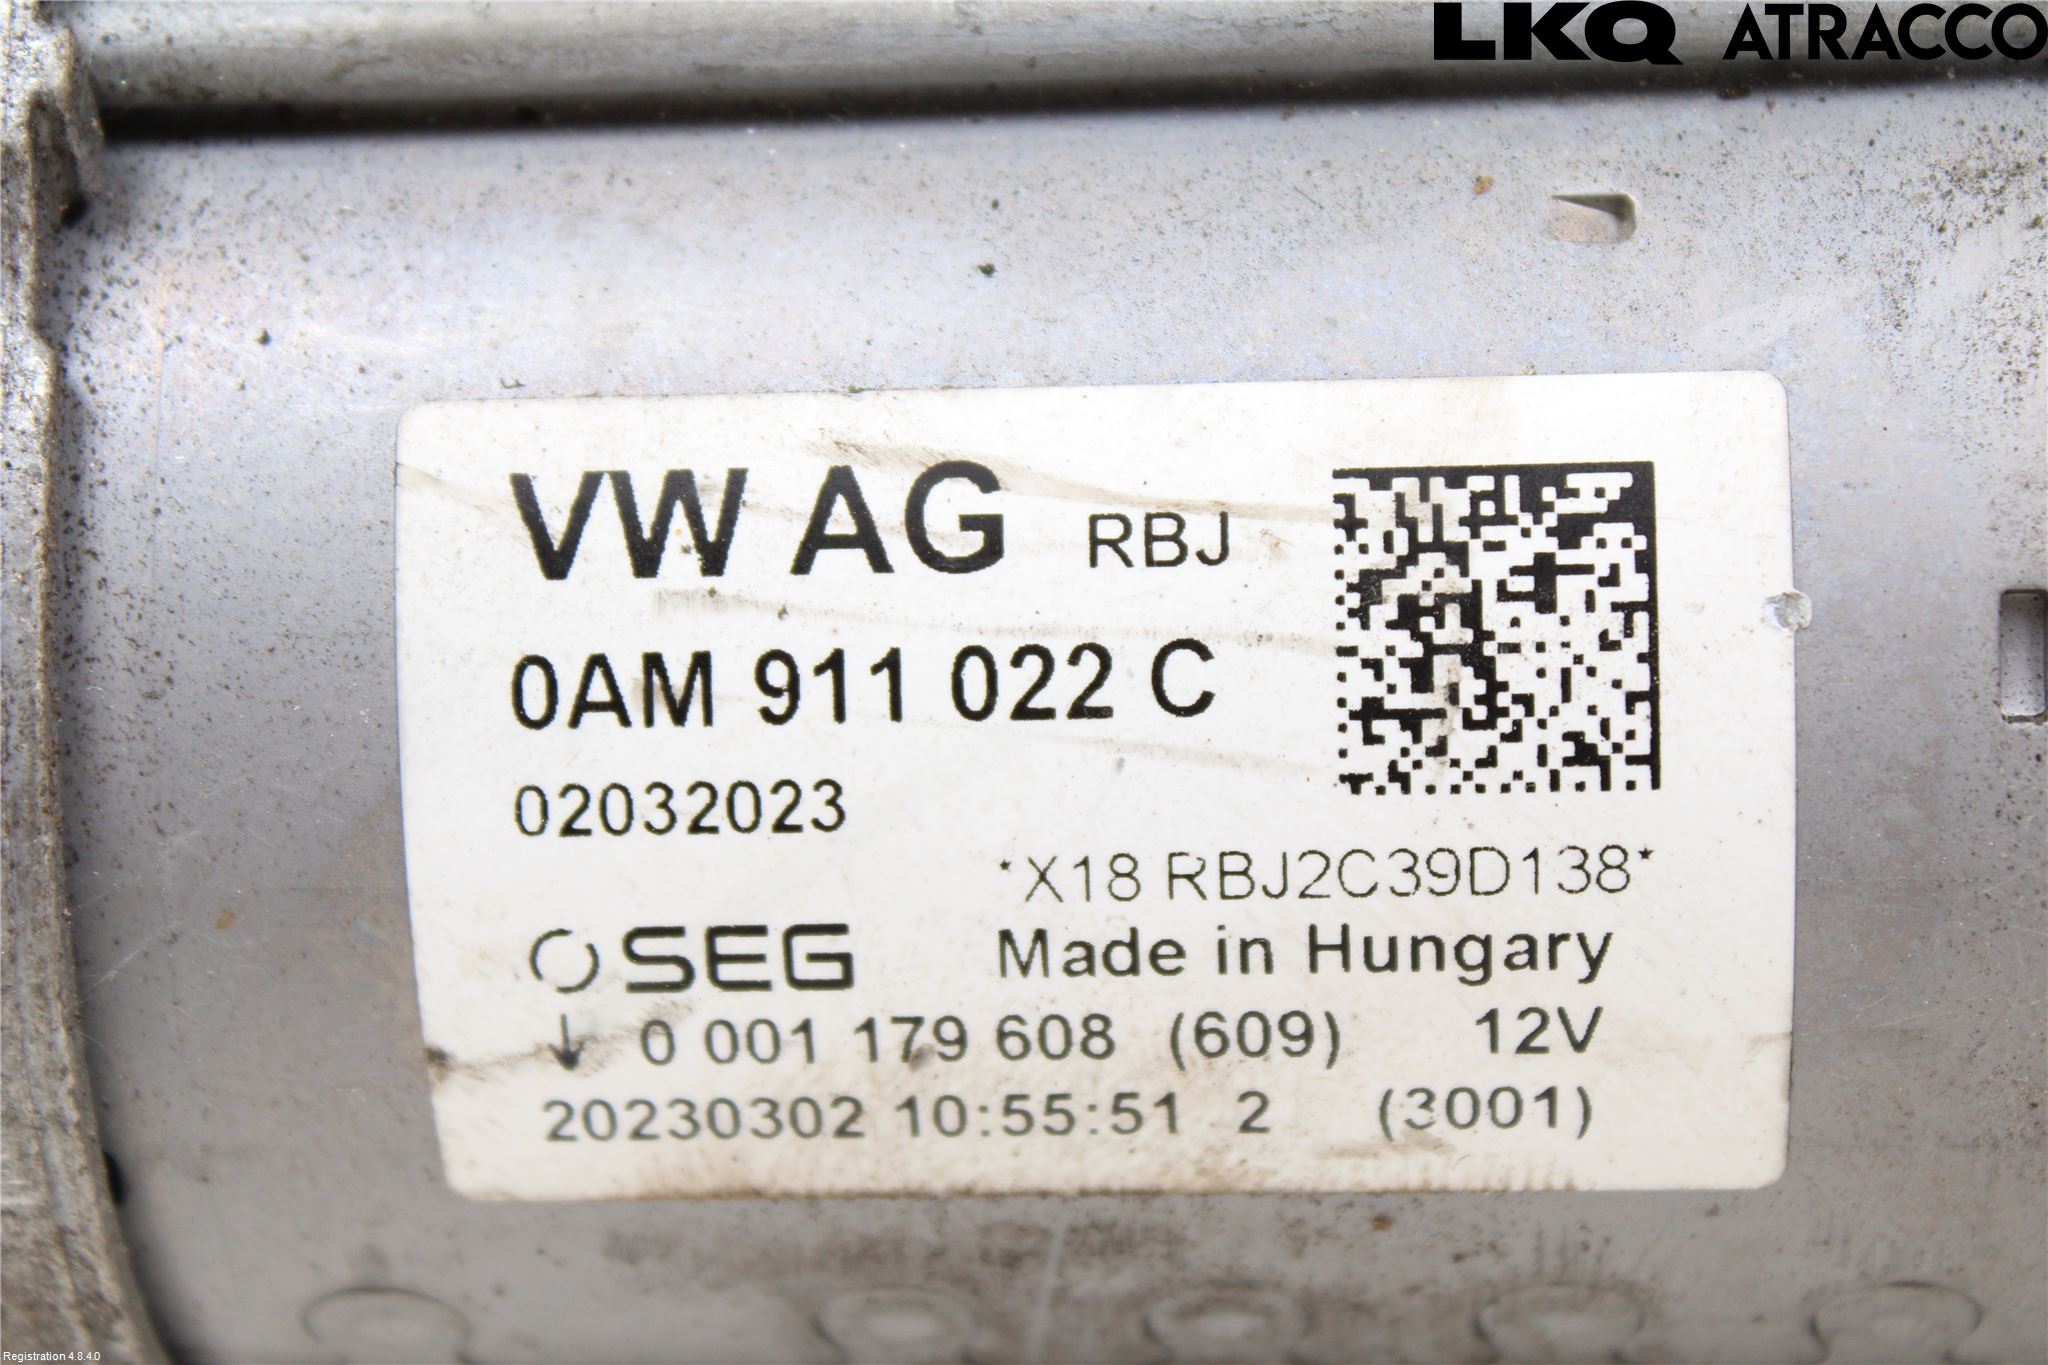 LKQ ATRACCO
VW AG RBJ
0AM 911 022 C
02032023
*X18 RBJ2C39D138*
SEG Made in Hungary
↓ 0 001 179 608 (609) 12V
20230302 10:55:51 2 (3001)
Registration 4.8.4.0